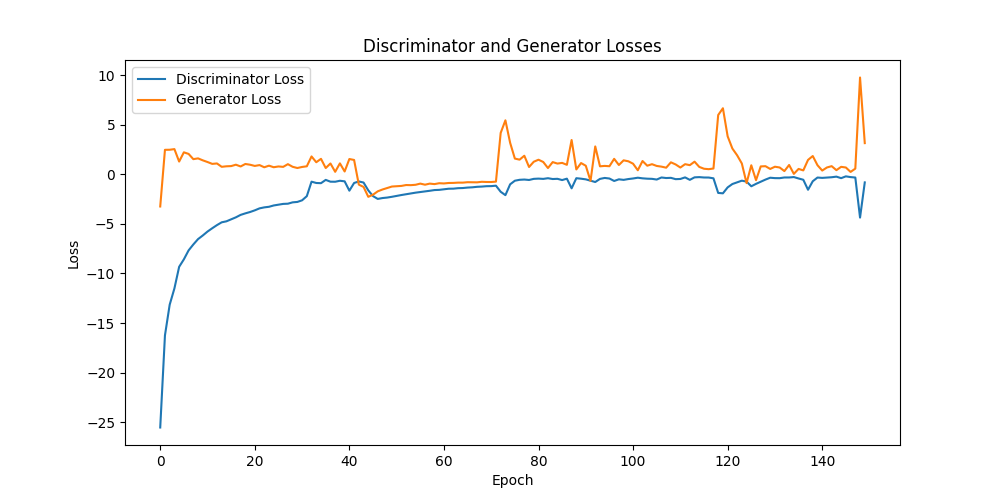 Discriminator and Generator Losses
Discriminator Loss
Generator Loss
10
5
0
−5
−10
−15
−20
−25
Loss
0 20 40 60 80 100 120 140
Epoch